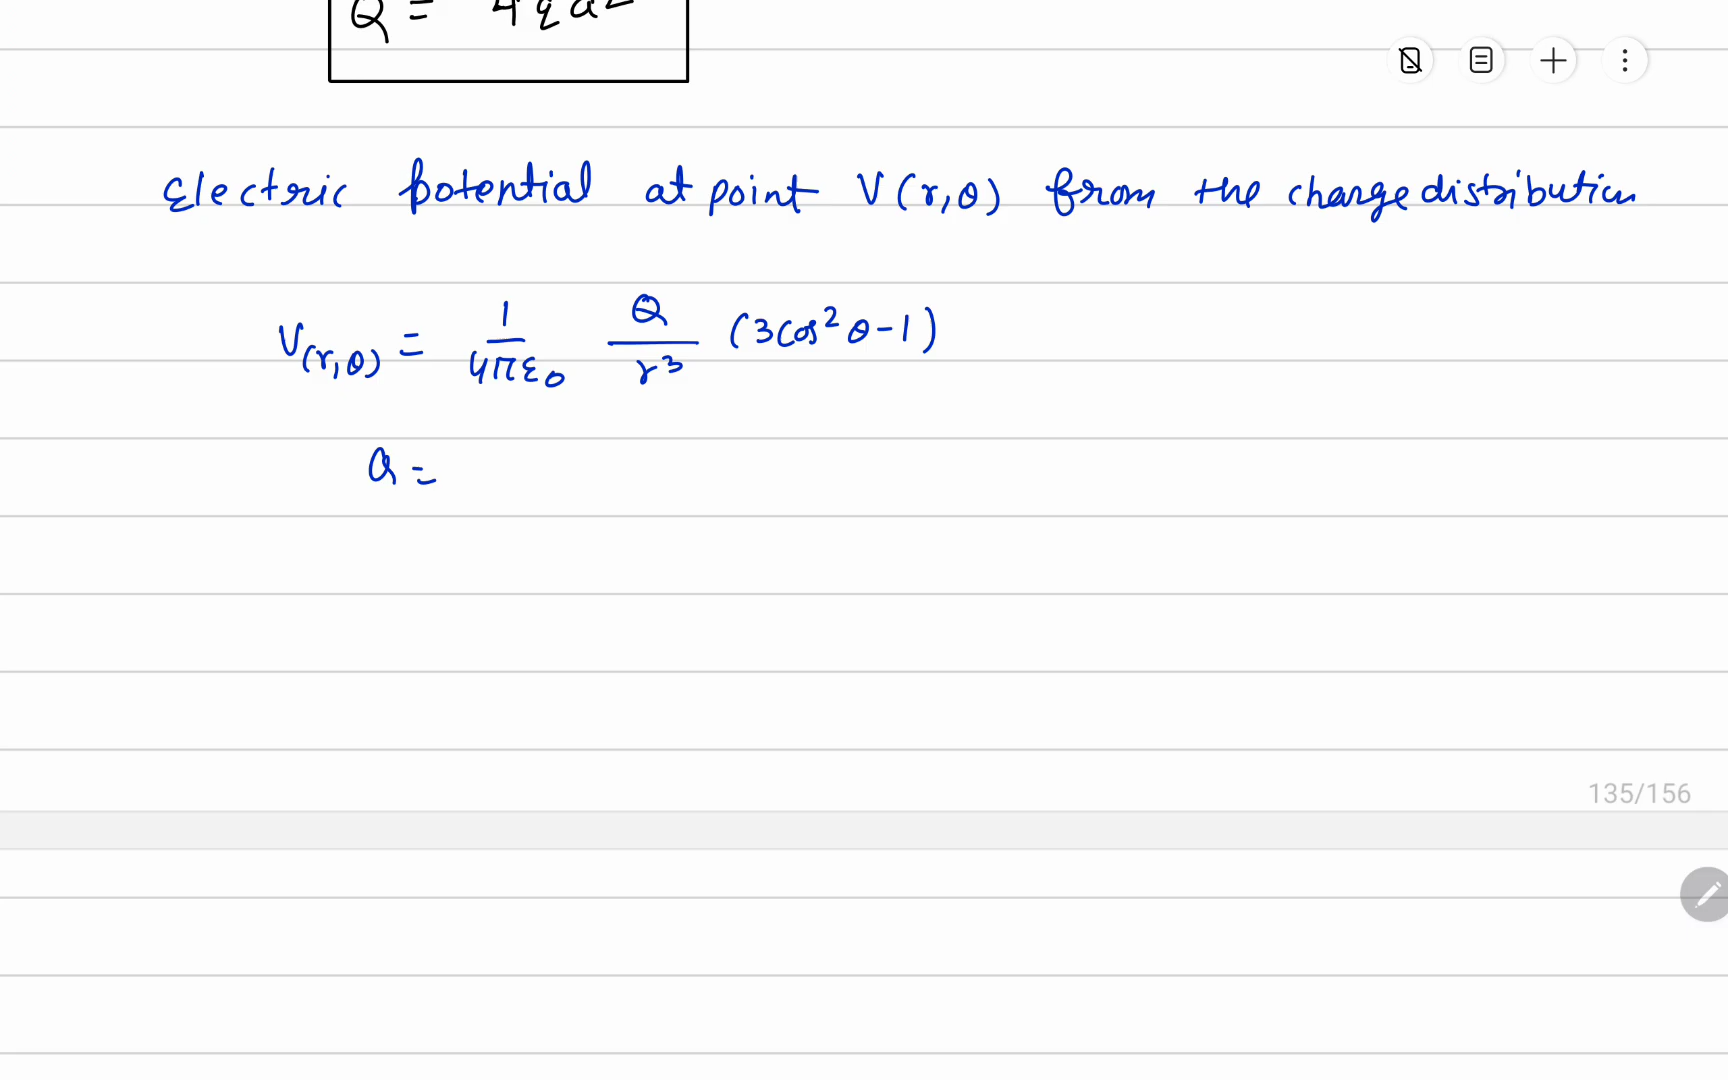 Q = 4qa²
Electric potential at point V(r,θ) from the charge distribution
V(r,θ) = 1/4πε₀ Q/r³ (3cos²θ-1)
Q =
135/156